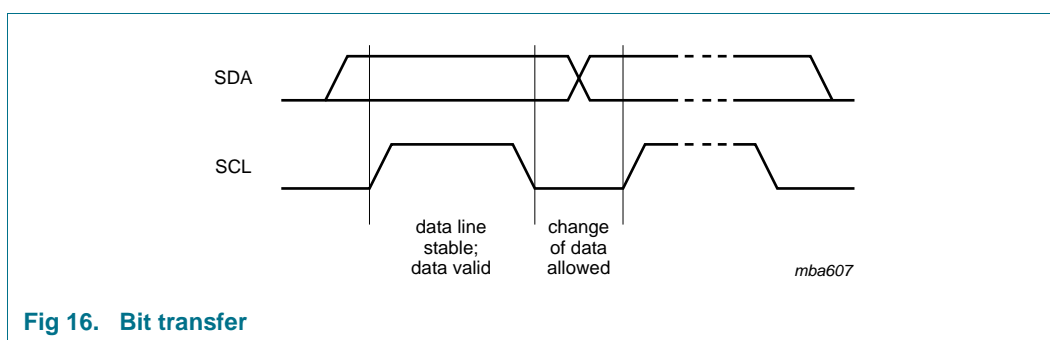 SDA
SCL
data line
stable;
data valid
change
of data
allowed
mba607
Fig 16. Bit transfer